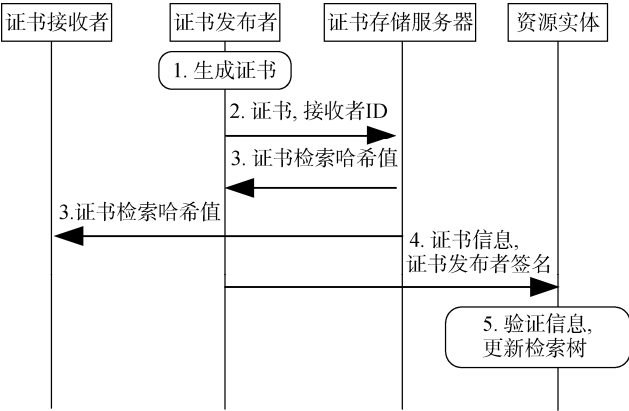 证书接收者
证书发布者
证书存储服务器
资源实体
1. 生成证书
2. 证书, 接收者ID
3. 证书检索哈希值
3.证书检索哈希值
4. 证书信息,
证书发布者签名
5. 验证信息,
更新检索树